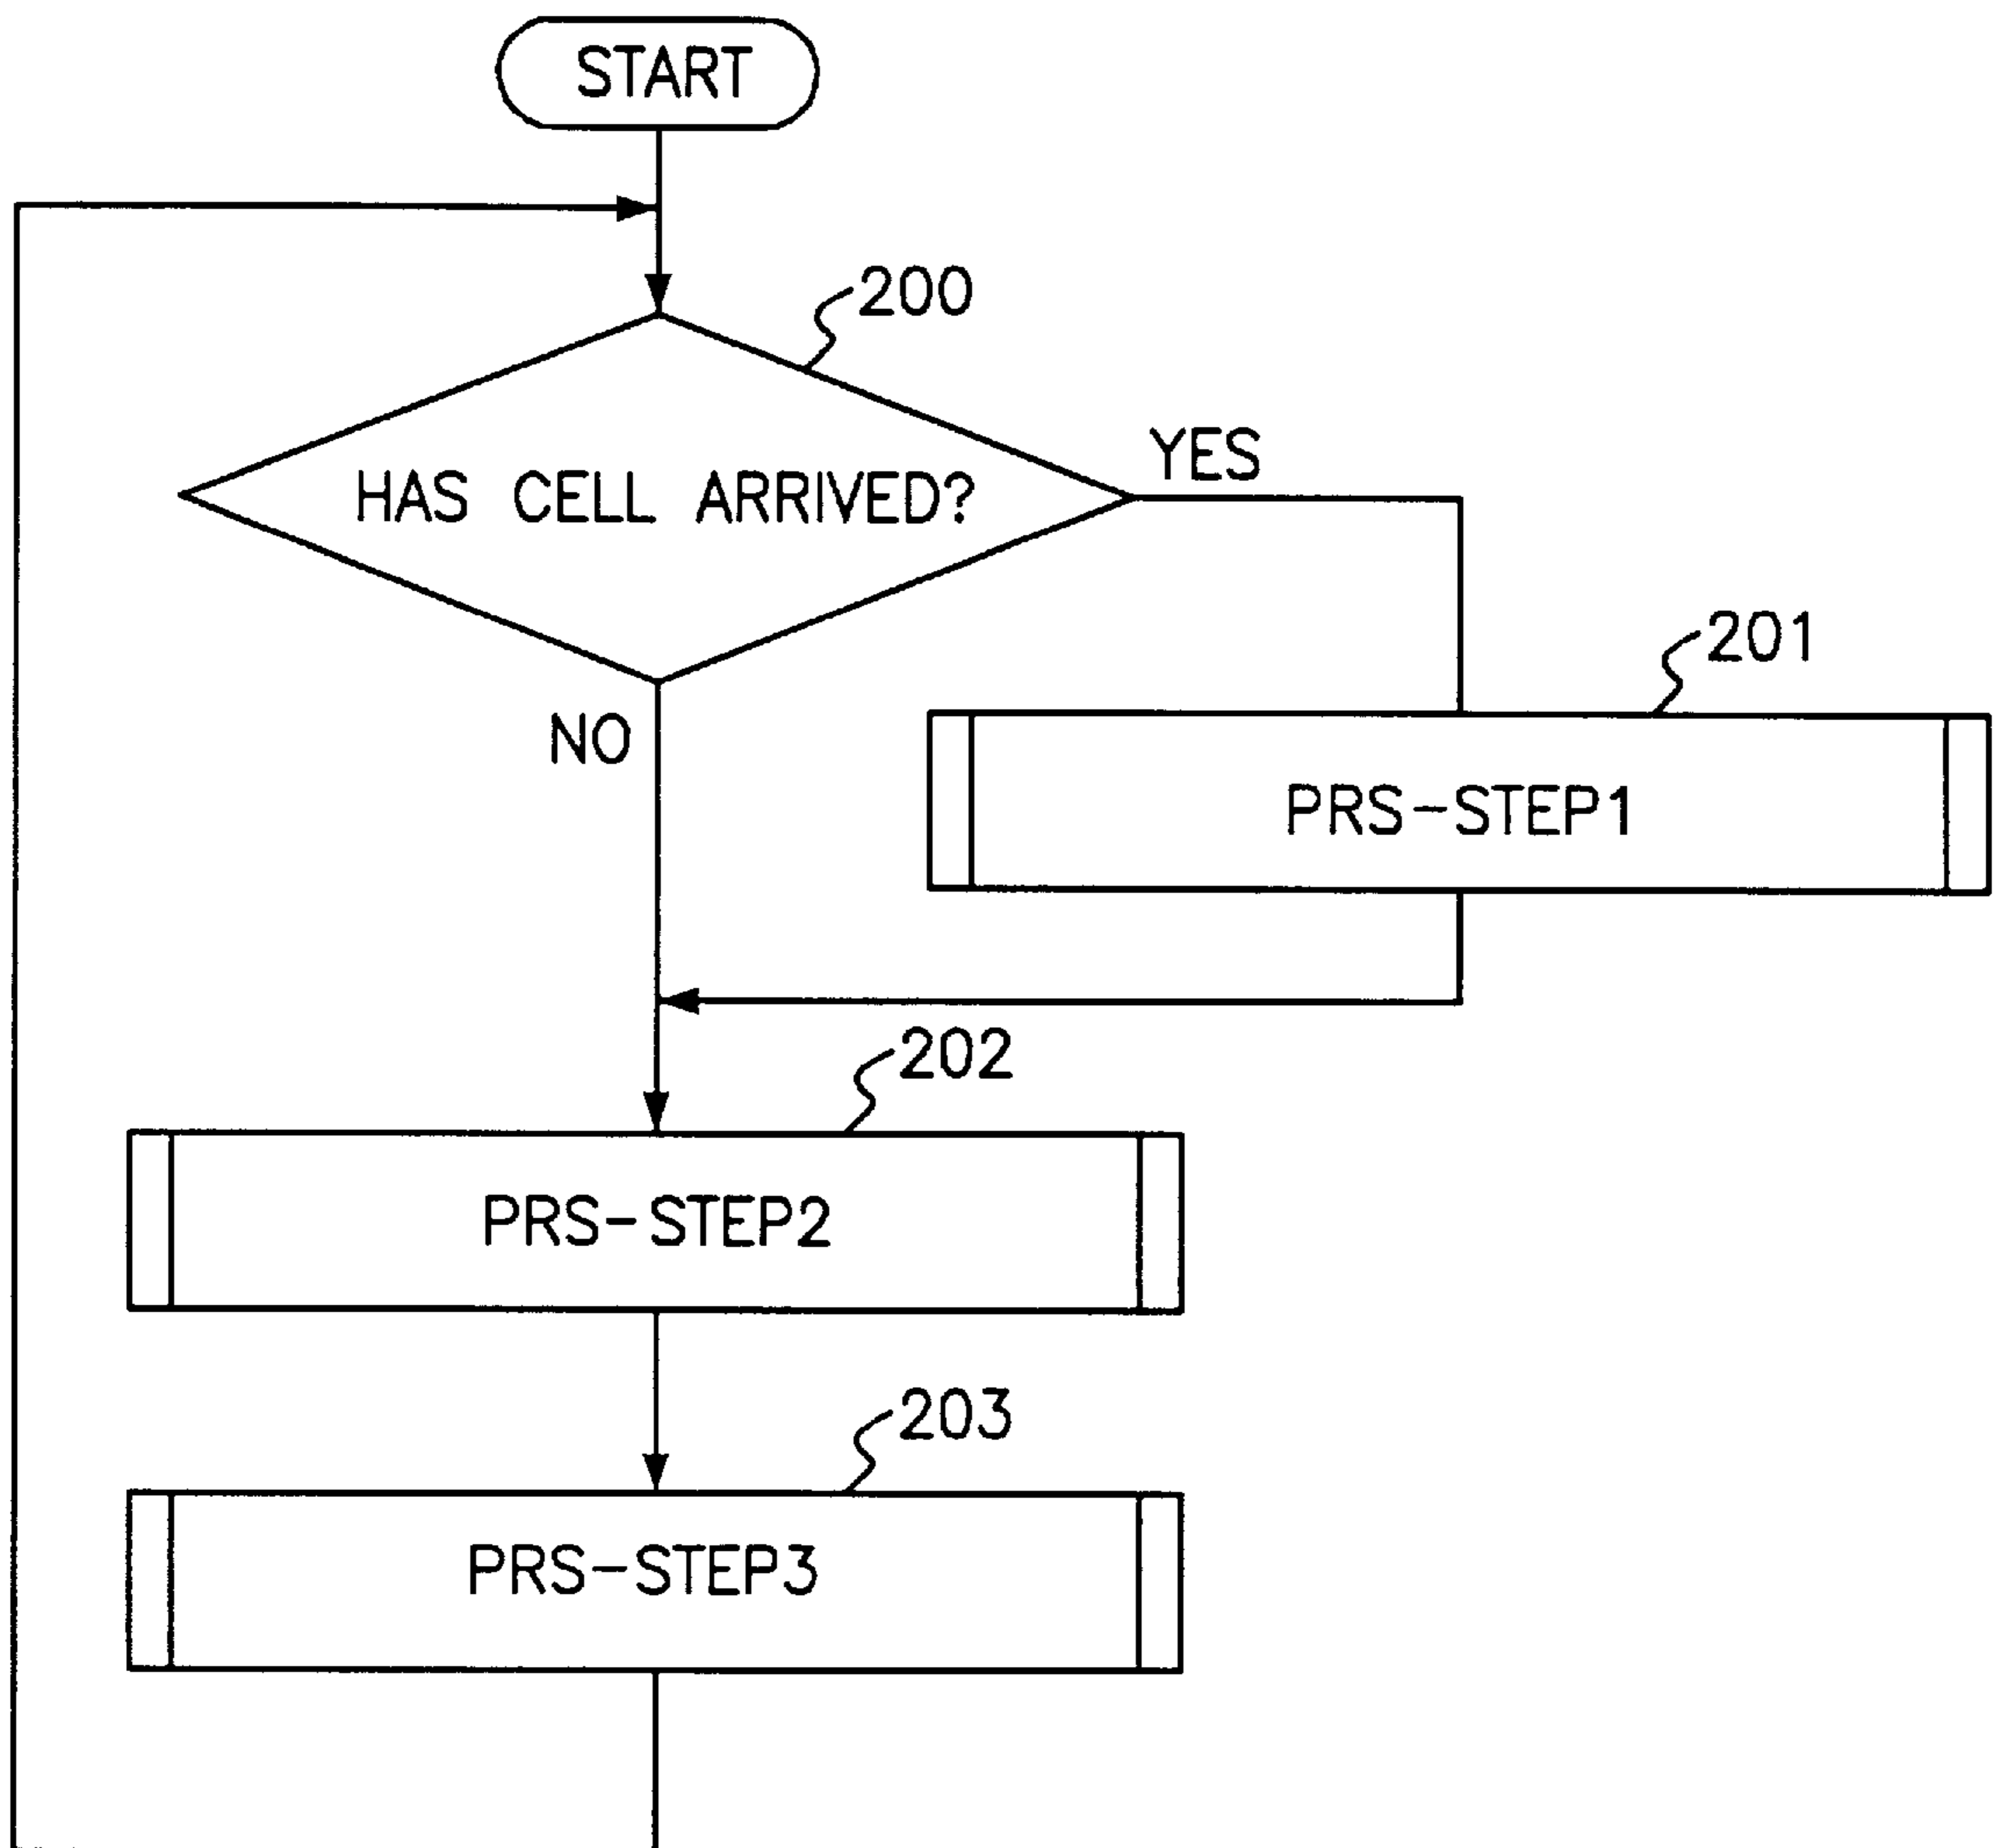 START
200
HAS CELL ARRIVED?
YES
201
NO
PRS-STEP1
202
PRS-STEP2
203
PRS-STEP3